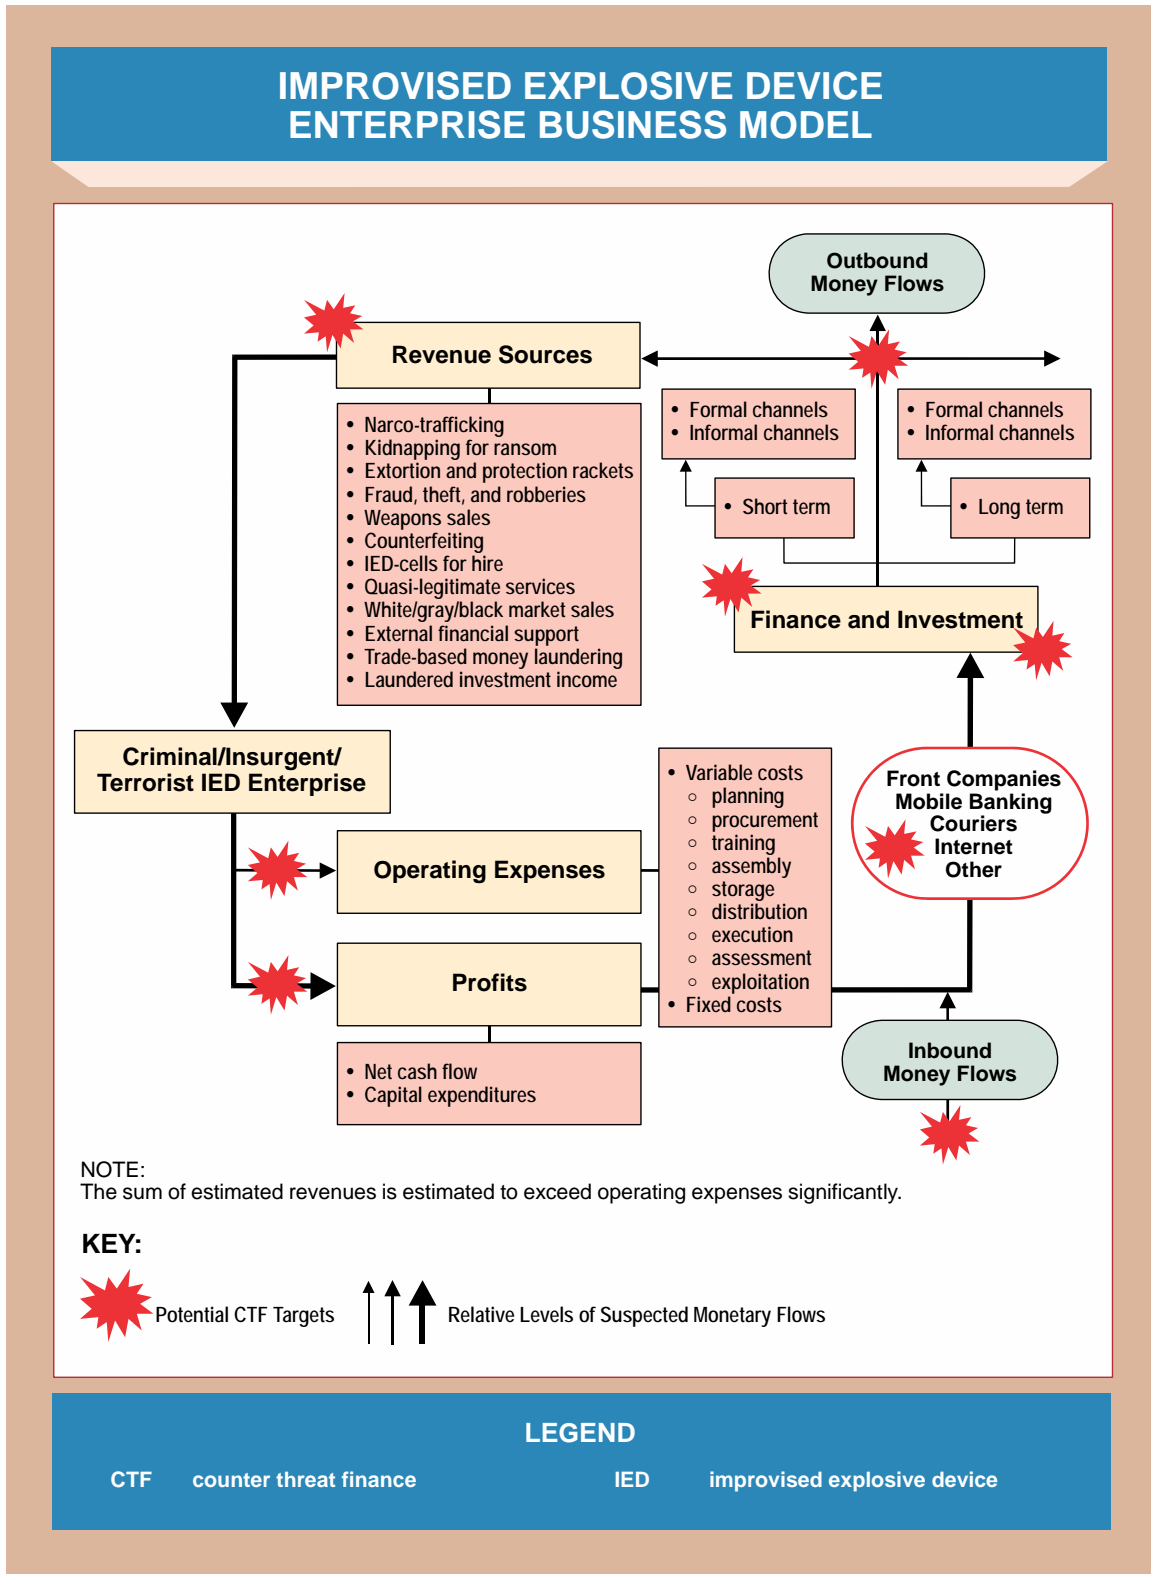 IMPROVISED EXPLOSIVE DEVICE
ENTERPRISE BUSINESS MODEL
Outbound
Money Flows
Revenue Sources
• Narco-trafficking
• Kidnapping for ransom
• Extortion and protection rackets
• Fraud, theft, and robberies
• Weapons sales
• Counterfeiting
• IED-cells for hire
• Quasi-legitimate services
• White/gray/black market sales
• External financial support
• Trade-based money laundering
• Laundered investment income
• Formal channels
• Informal channels
• Formal channels
• Informal channels
• Short term
• Long term
Finance and Investment
Criminal/Insurgent/
Terrorist IED Enterprise
Operating Expenses
• Variable costs
○ planning
○ procurement
○ training
○ assembly
○ storage
○ distribution
○ execution
○ assessment
○ exploitation
• Fixed costs
Front Companies
Mobile Banking
Couriers
Internet
Other
Profits
• Net cash flow
• Capital expenditures
Inbound
Money Flows
NOTE:
The sum of estimated revenues is estimated to exceed operating expenses significantly.
KEY:
Potential CTF Targets
Relative Levels of Suspected Monetary Flows
LEGEND
CTF counter threat finance
IED improvised explosive device